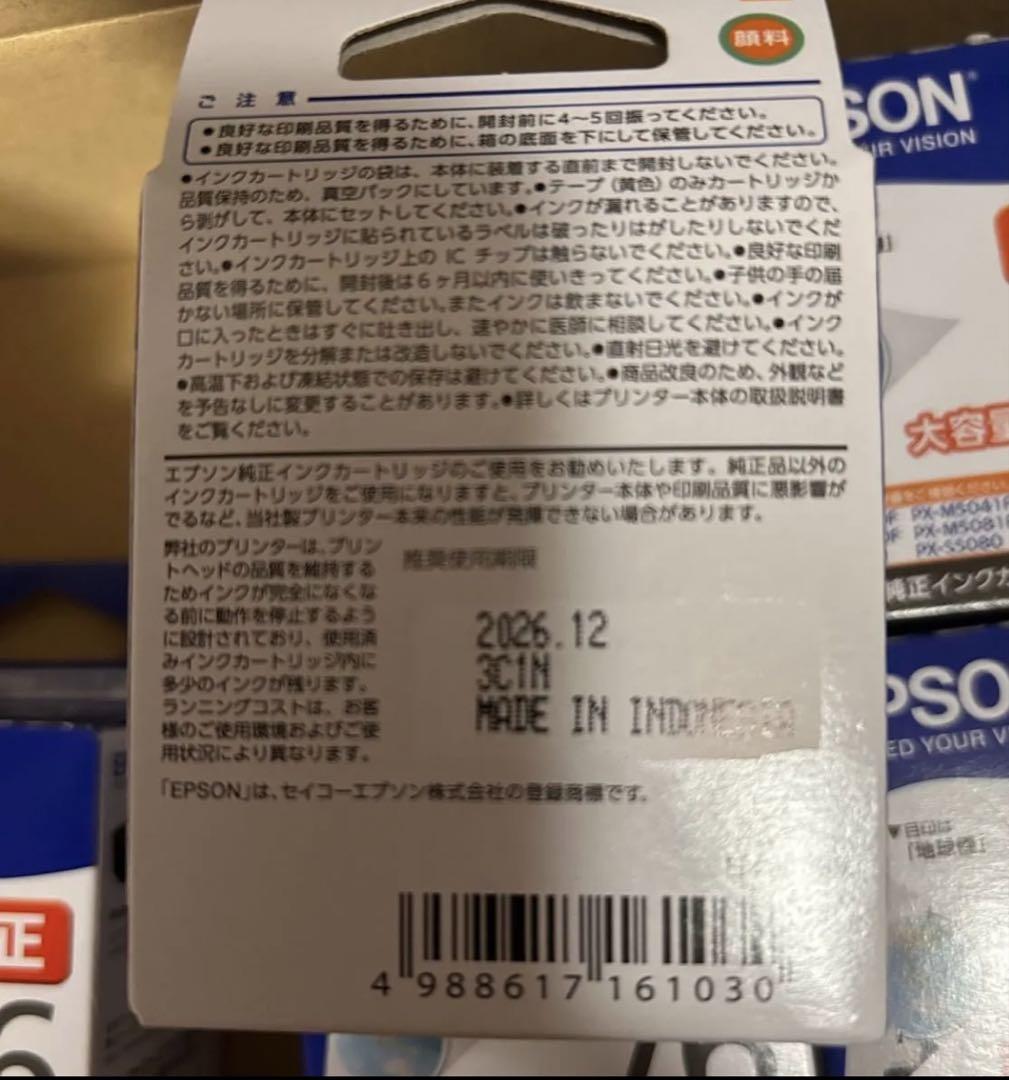 顔料
ご注意
●良好な印刷品質を得るために、開封前に4〜5回振ってください。
●良好な印刷品質を得るために、箱の底面を下にして保管してください。
●インクカートリッジの袋は、本体に装着する直前まで開封しないでください。
品質保持のため、真空パックにしています。●テープ（黄色）のみカートリッジか
ら剥がして、本体にセットしてください。●インクが漏れることがありますので、
インクカートリッジに貼られているラベルは破ったりはがしたりしないでくだ
さい。●インクカートリッジ上の IC チップは触らないでください。●良好な印刷
品質を得るために、開封後は6ヶ月以内に使いきってください。●子供の手の届
かない場所に保管してください。またインクは飲まないでください。●インクが
口に入ったときはすぐに吐き出し、速やかに医師に相談してください。●インク
カートリッジを分解または改造しないでください。●直射日光を避けてください。
●高温下および凍結状態での保存は避けてください。●商品改良のため、外観など
を予告なしに変更することがあります。●詳しくはプリンター本体の取扱説明書
をご覧ください。
エプソン純正インクカートリッジのご使用をお勧めいたします。純正品以外の
インクカートリッジをご使用になりますと、プリンター本体や印刷品質に悪影響が
でるなど、当社製プリンター本来の性能が発揮できない場合があります。
弊社のプリンターは、プリン
トヘッドの品質を維持する
ためインクが完全になくな
る前に動作を停止するよう
に設計されており、使用済
みインクカートリッジ内に
多少のインクが残ります。
ランニングコストは、お客
様のご使用環境およびご使
用状況により異なります。
推奨使用期限
2026.12
3C1N
MADE IN INDONESIA
「EPSON」は、セイコーエプソン株式会社の登録商標です。
4 988617 161030
SON
UR VISION
大容量
PX-M5041F
PX-M5081F
PX-S5080
純正インクカ
PSO
ED YOUR V
▼目印は
「地球儀」
正
6